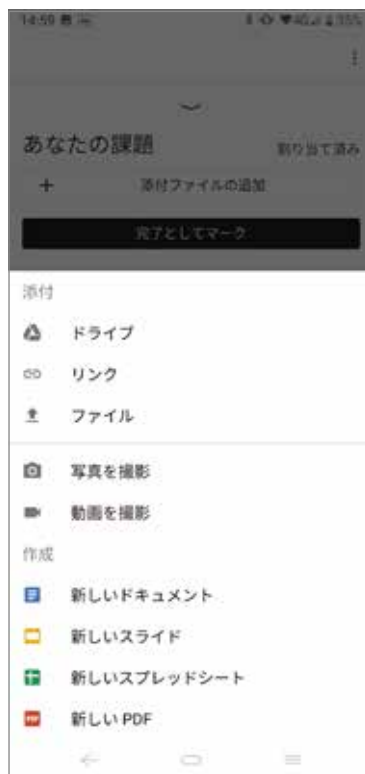 14:59
あなたの課題
割り当て済み
+ 添付ファイルの追加
完了としてマーク
添付
ドライブ
リンク
ファイル
写真を撮影
動画を撮影
作成
新しいドキュメント
新しいスライド
新しいスプレッドシート
新しい PDF